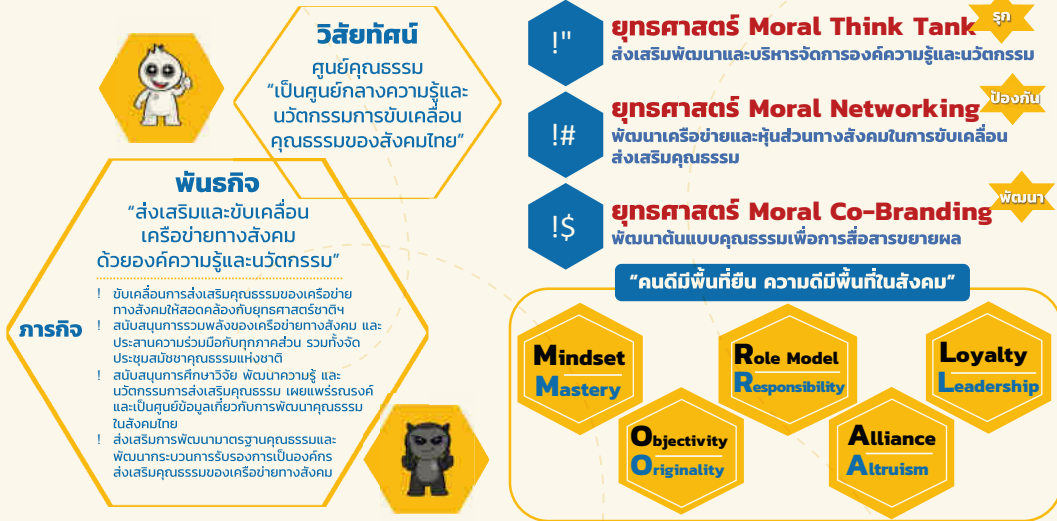 วิสัยทัศน์
ศูนย์คุณธรรม
“เป็นศูนย์กลางความรู้และ
นวัตกรรมการขับเคลื่อน
คุณธรรมของสังคมไทย”
พันธกิจ
“ส่งเสริมและขับเคลื่อน
เครือข่ายทางสังคม
ด้วยองค์ความรู้และนวัตกรรม”
ภารกิจ
! ขับเคลื่อนการส่งเสริมคุณธรรมของเครือข่าย
ทางสังคมให้สอดคล้องกับยุทธศาสตร์ชาติฯ
! สนับสนุนการรวมพลังของเครือข่ายทางสังคม และ
ประสานความร่วมมือกับทุกภาคส่วน รวมทั้งจัด
ประชุมสมัชชาคุณธรรมแห่งชาติ
! สนับสนุนการศึกษาวิจัย พัฒนาความรู้ และ
นวัตกรรมการส่งเสริมคุณธรรม เผยแพร่รณรงค์
และเป็นศูนย์ข้อมูลเกี่ยวกับการพัฒนาคุณธรรม
ในสังคมไทย
! ส่งเสริมการพัฒนามาตรฐานคุณธรรมและ
พัฒนากระบวนการรับรองการเป็นองค์กร
ส่งเสริมคุณธรรมของเครือข่ายทางสังคม
!"
ยุทธศาสตร์ Moral Think Tank
รุก
ส่งเสริมพัฒนาและบริหารจัดการองค์ความรู้และนวัตกรรม
!#
ยุทธศาสตร์ Moral Networking
ป้องกัน
พัฒนาเครือข่ายและหุ้นส่วนทางสังคมในการขับเคลื่อน
ส่งเสริมคุณธรรม
!$
ยุทธศาสตร์ Moral Co-Branding
พัฒนา
พัฒนาต้นแบบคุณธรรมเพื่อการสื่อสารขยายผล
“คนดีมีพื้นที่ยืน ความดีมีพื้นที่ในสังคม”
Mindset
Mastery
Objectivity
Originality
Role Model
Responsibility
Alliance
Altruism
Loyalty
Leadership